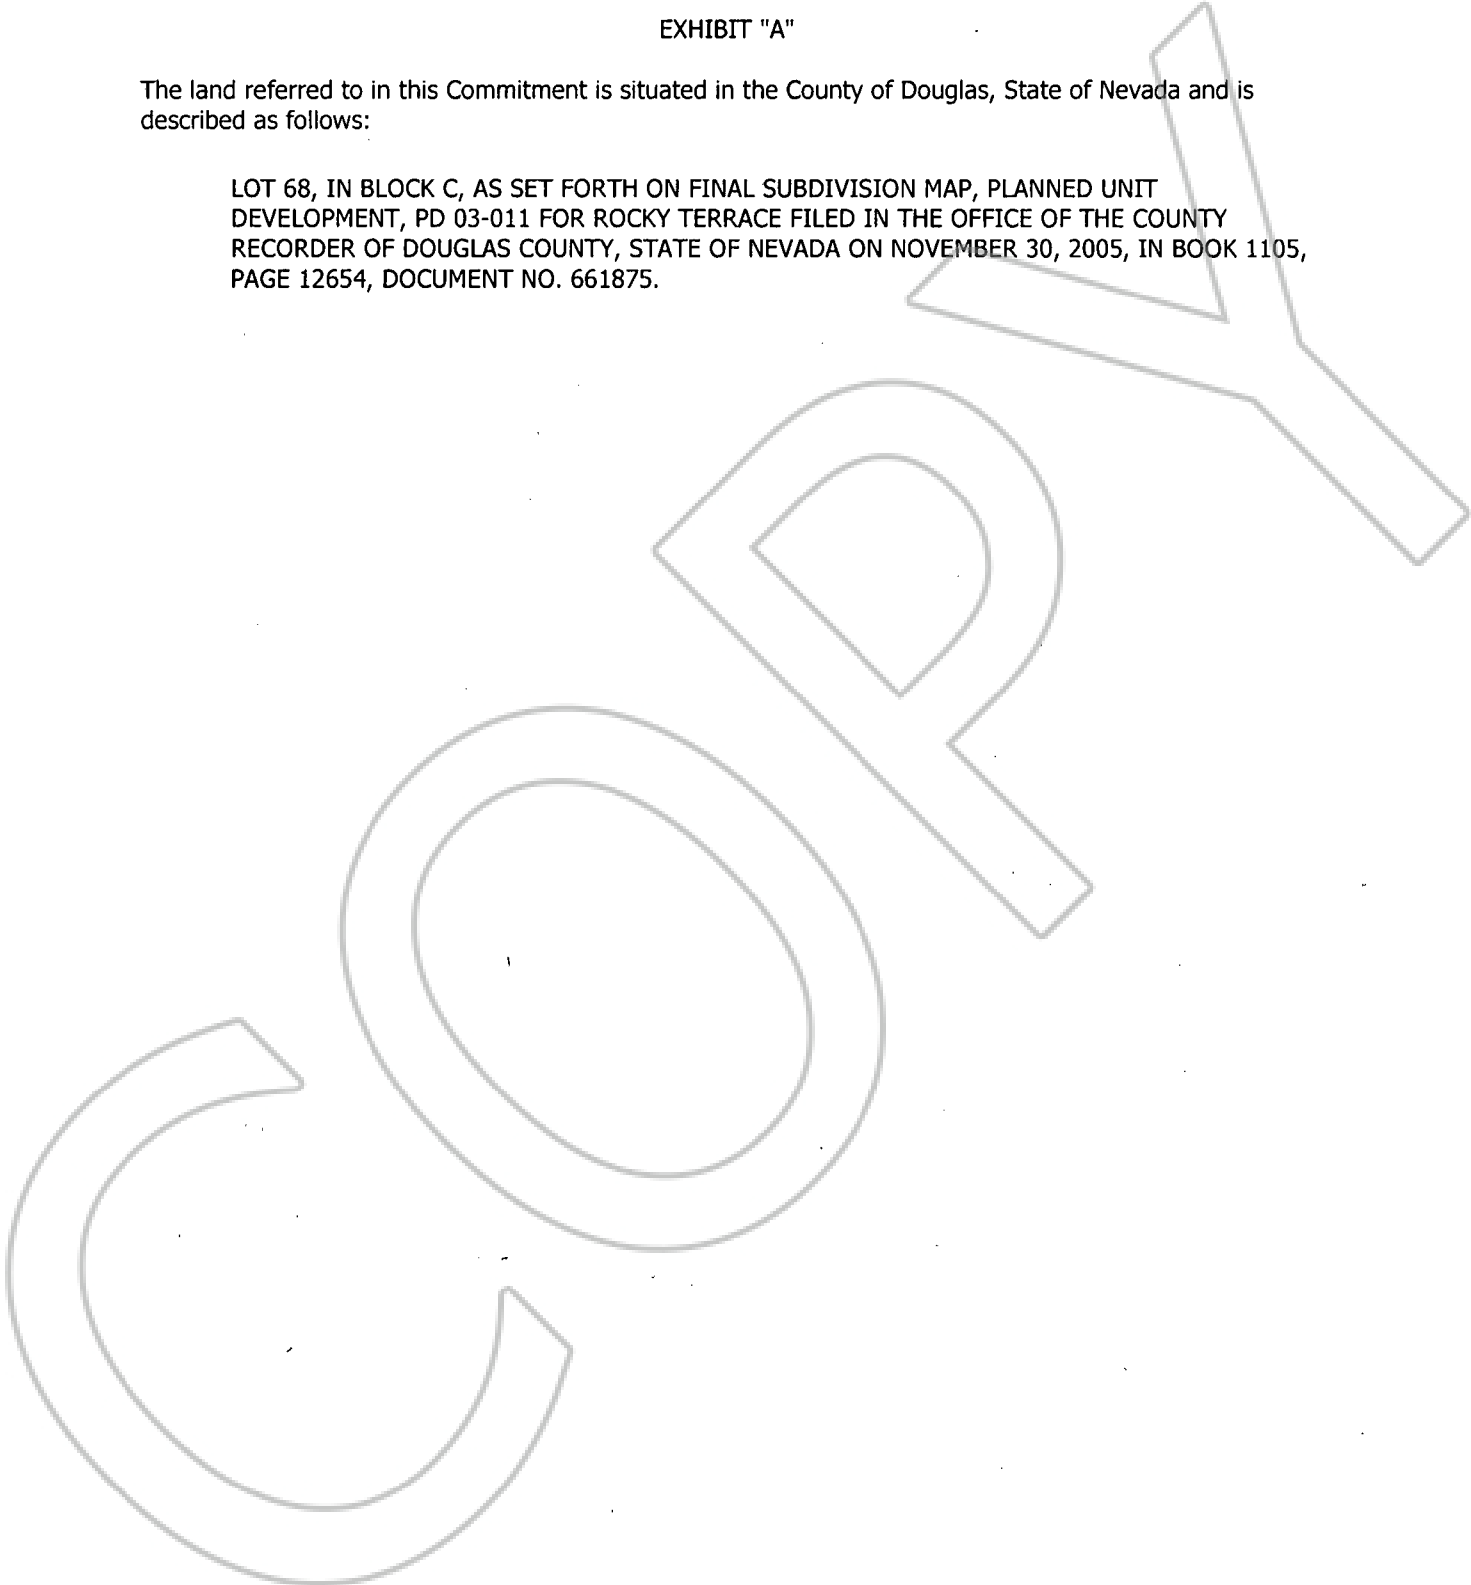 EXHIBIT "A"
The land referred to in this Commitment is situated in the County of Douglas, State of Nevada and is
described as follows:
LOT 68, IN BLOCK C, AS SET FORTH ON FINAL SUBDIVISION MAP, PLANNED UNIT
DEVELOPMENT, PD 03-011 FOR ROCKY TERRACE FILED IN THE OFFICE OF THE COUNTY
RECORDER OF DOUGLAS COUNTY, STATE OF NEVADA ON NOVEMBER 30, 2005, IN BOOK 1105,
PAGE 12654, DOCUMENT NO. 661875.
COPY